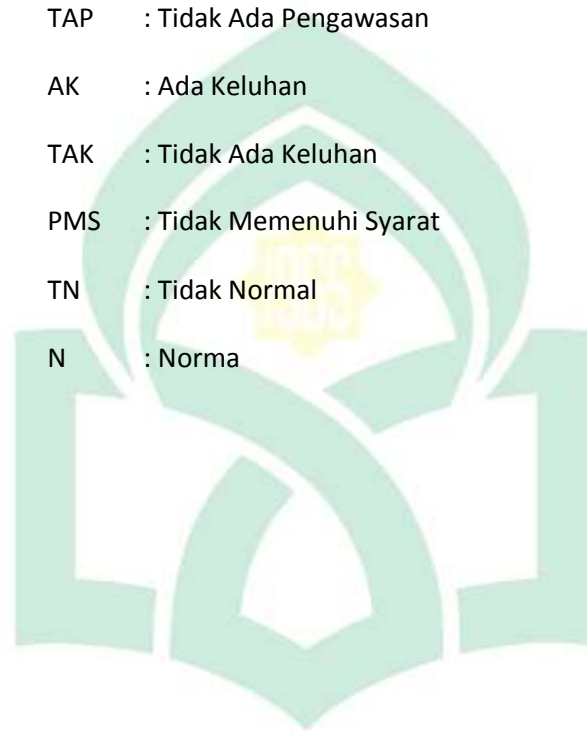 TAP : Tidak Ada Pengawasan
AK : Ada Keluhan
TAK : Tidak Ada Keluhan
PMS : Tidak Memenuhi Syarat
TN : Tidak Normal
N : Norma
1965